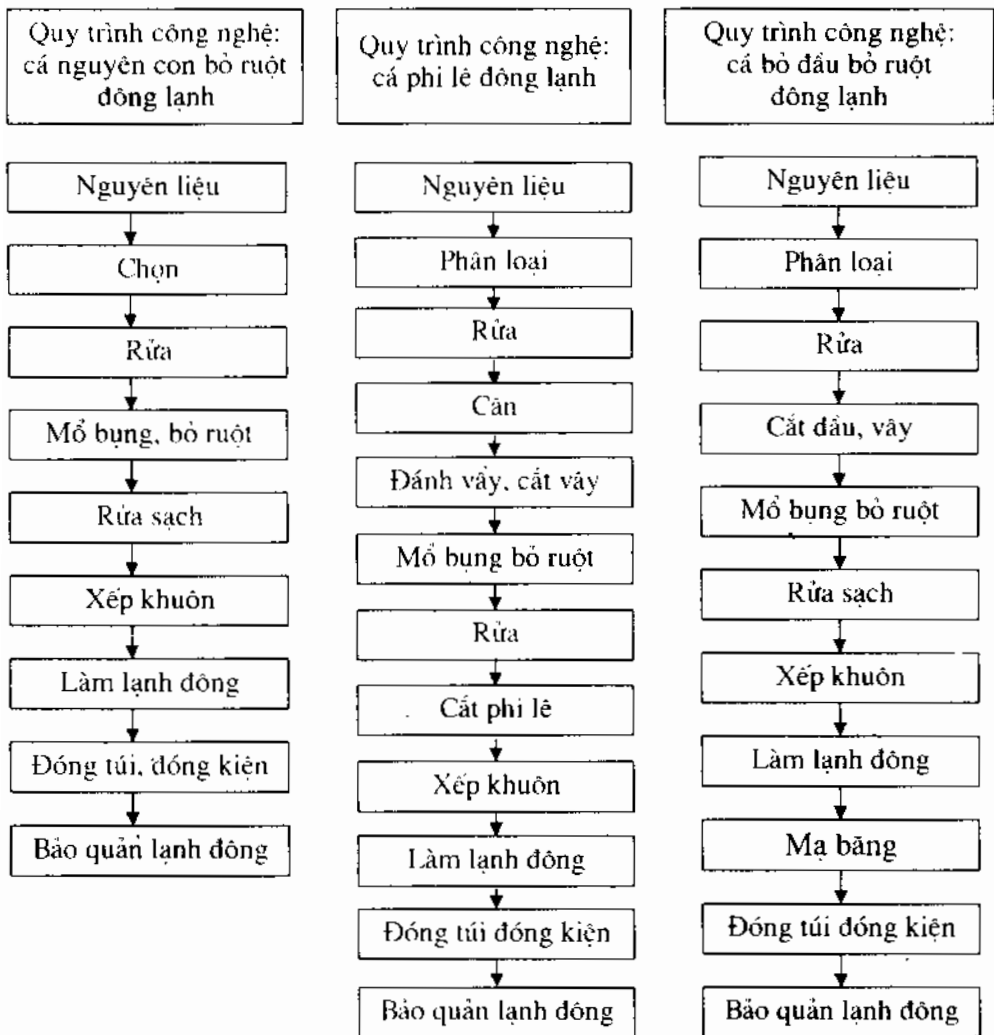 Quy trình công nghệ:
cá nguyên con bỏ ruột
đông lạnh
Nguyên liệu
Chọn
Rửa
Mổ bụng, bỏ ruột
Rửa sạch
Xếp khuôn
Làm lạnh đông
Đóng túi, đóng kiện
Bảo quản lạnh đông
Quy trình công nghệ:
cá phi lê đông lạnh
Nguyên liệu
Phân loại
Rửa
Cân
Đánh vẩy, cắt vây
Mổ bụng bỏ ruột
Rửa
Cắt phi lê
Xếp khuôn
Làm lạnh đông
Đóng túi đóng kiện
Bảo quản lạnh đông
Quy trình công nghệ:
cá bỏ đầu bỏ ruột
đông lạnh
Nguyên liệu
Phân loại
Rửa
Cắt đầu, vây
Mổ bụng bỏ ruột
Rửa sạch
Xếp khuôn
Làm lạnh đông
Mạ băng
Đóng túi đóng kiện
Bảo quản lạnh đông